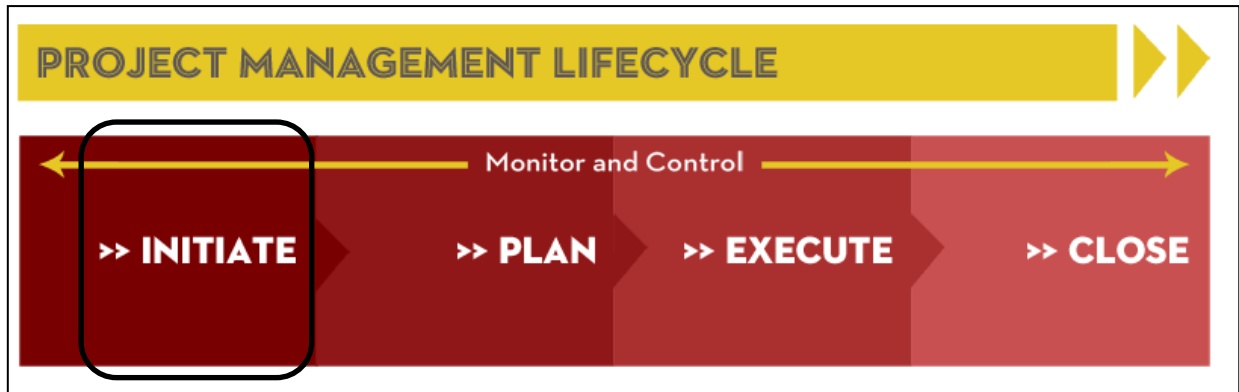 PROJECT MANAGEMENT LIFECYCLE
Monitor and Control
>> INITIATE >> PLAN >> EXECUTE >> CLOSE